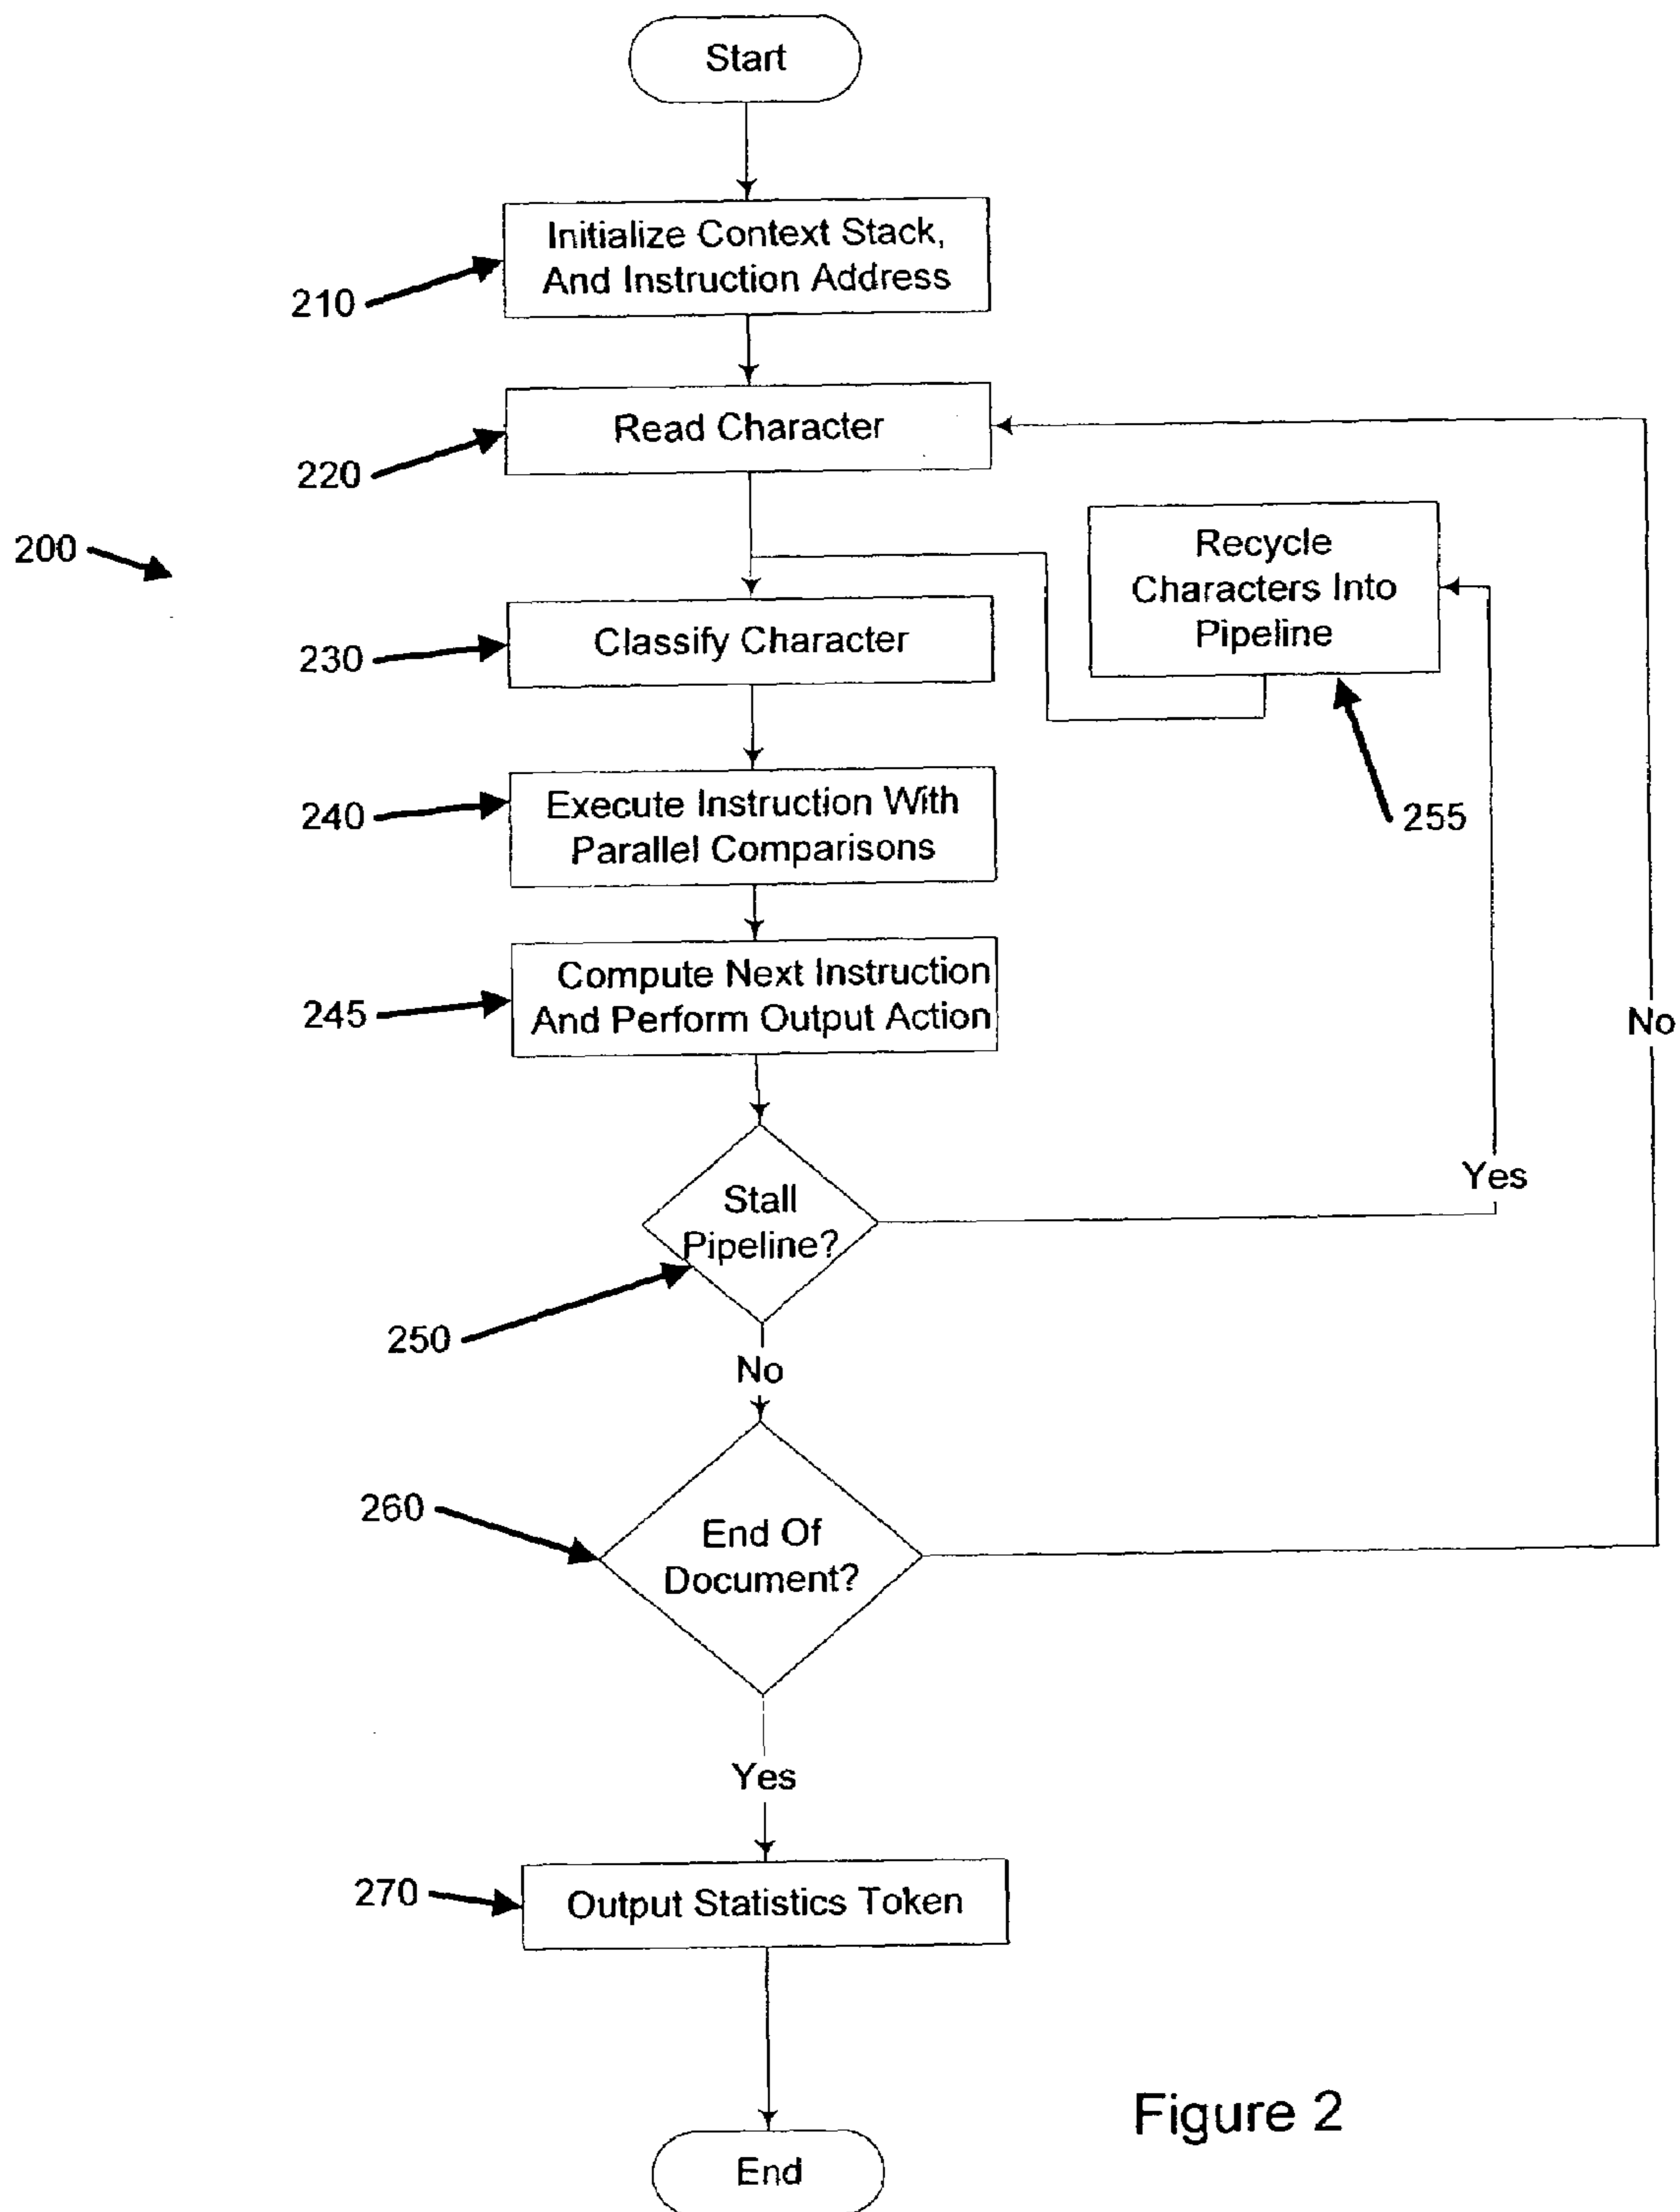 Start
Initialize Context Stack,
And Instruction Address
210
Read Character
220
200
Recycle
Characters Into
Pipeline
Classify Character
230
255
Execute Instruction With
Parallel Comparisons
240
Compute Next Instruction
And Perform Output Action
245
No
Stall
Pipeline?
Yes
250
No
260
End Of
Document?
Yes
270
Output Statistics Token
Figure 2
End